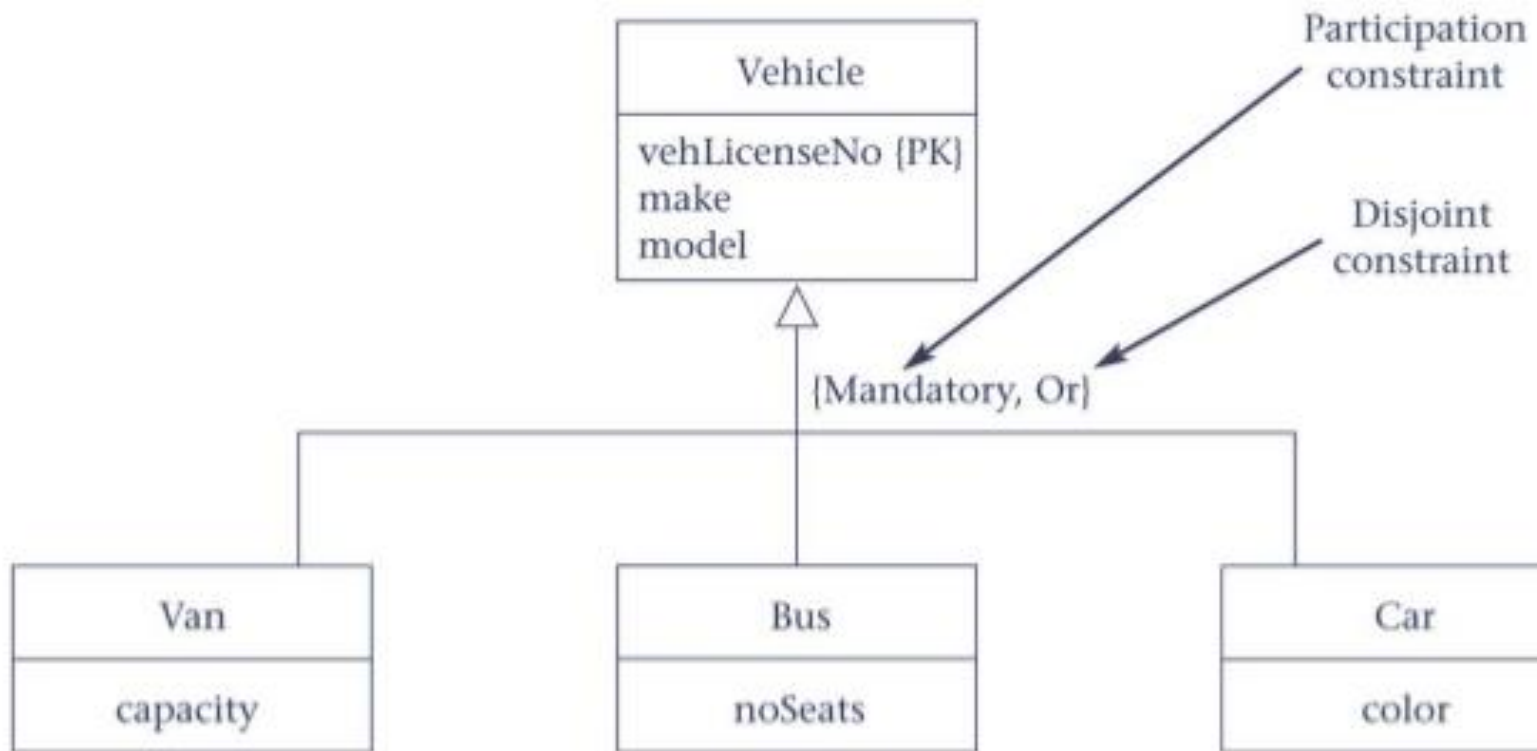 Vehicle
vehLicenseNo {PK}
make
model
Participation
constraint
Disjoint
constraint
{Mandatory, Or}
Van
capacity
Bus
noSeats
Car
color